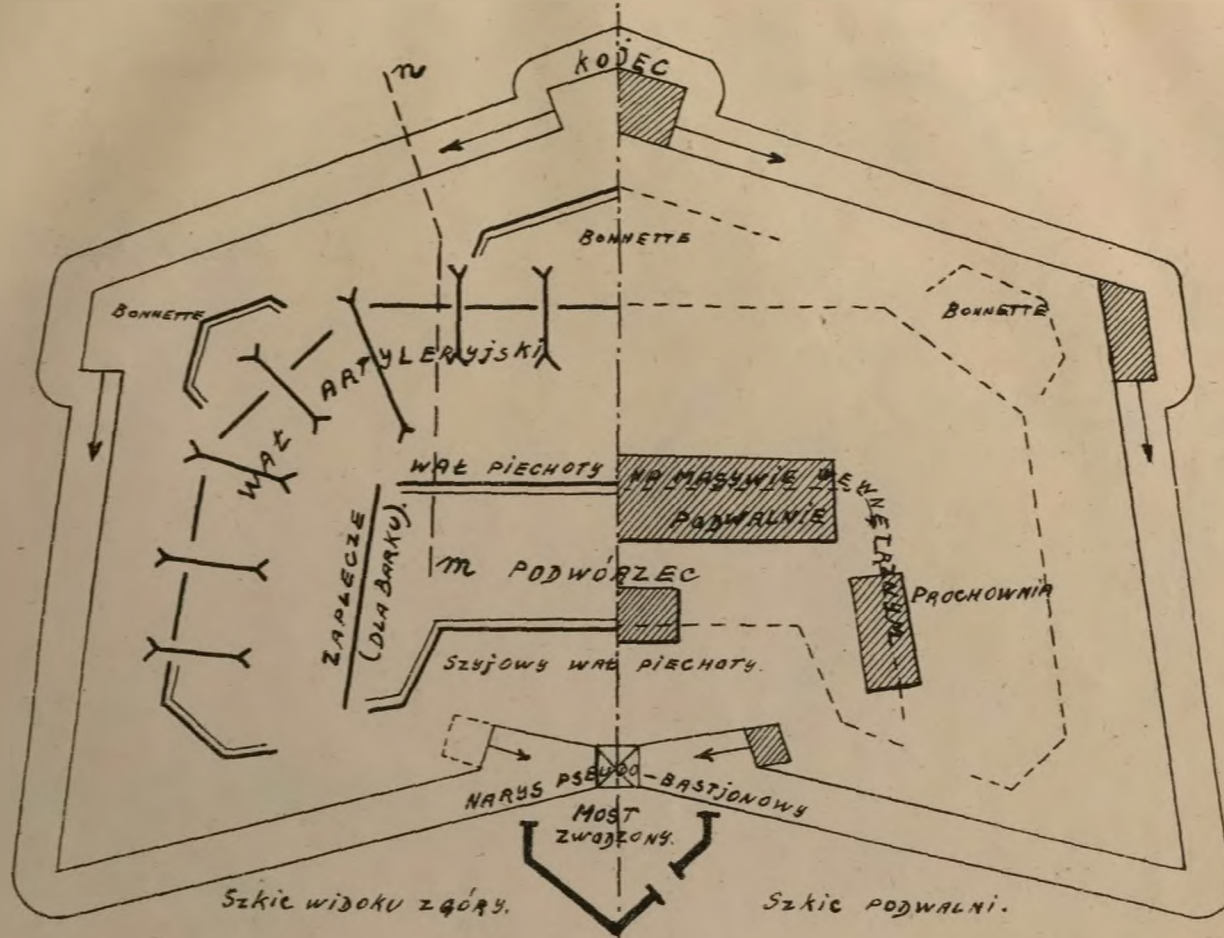 n
KOJEC
BONNETTE
BONNETTE
BONNETTE
WAŁ ARTYLERYJSKI
WAŁ PIECHOTY NA MASYWIE WEWNĘTRZNYM
PODWALNIE
ZAPLECZE
(DLA BARKU).
m
PODWÓRZEC
PROCHOWNIA
SZYJOWY WAŁ PIECHOTY.
NARYS PSEUDO-BASTJONOWY
MOST
ZWODZONY.
SZKIC WIDOKU ZGÓRY.
SZKIC PODWALNI.